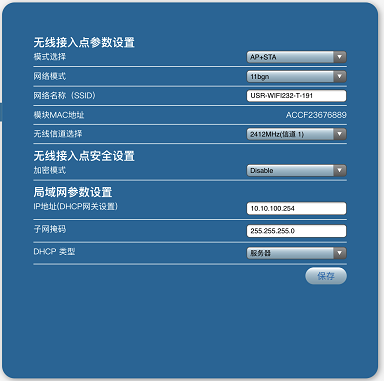 无线接入点参数设置
模式选择 AP+STA
网络模式 11bgn
网络名称（SSID） USR-WIFI232-T-191
模块MAC地址 ACCF23676889
无线信道选择 2412MHz(信道 1)
无线接入点安全设置
加密模式 Disable
局域网参数设置
IP地址(DHCP网关设置) 10.10.100.254
子网掩码 255.255.255.0
DHCP 类型 服务器
保存